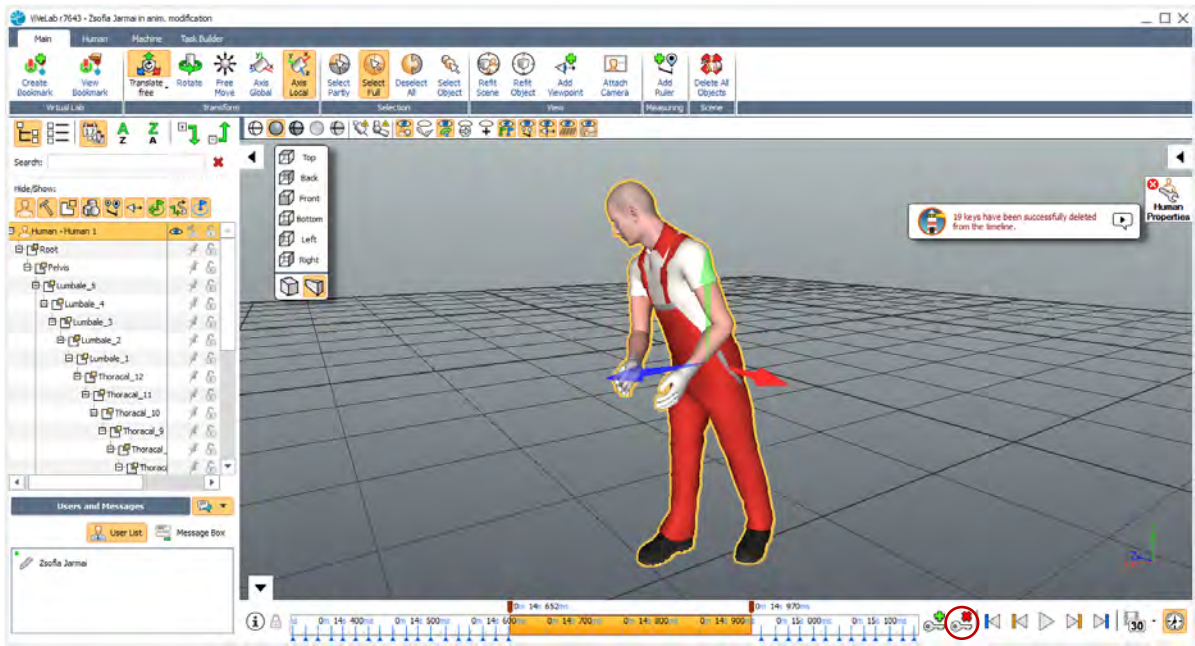 ViVeLab r7643 - Zsofia Jarmai in anim. modification
Main Human Machine Task Builder
Create Bookmark
View Bookmark
Translate free
Rotate
Free Move
Axis Global
Axis Local
Select Partly
Select Full
Deselect All
Select Object
Refit Scene
Refit Object
Add Viewpoint
Attach Camera
Add Ruler
Delete All Objects
Virtual Lab Transform Selection View Measuring Scene
A Z
Z A
Search:
Hide/Show:
Human - Human 1
Root
Pelvis
Lumbale_5
Lumbale_4
Lumbale_3
Lumbale_2
Lumbale_1
Thoracal_12
Thoracal_11
Thoracal_10
Thoracal_9
Thoracal_
Thorac
Top
Back
Front
Bottom
Left
Right
19 keys have been successfully deleted
from the timeline.
Human
Properties
Users and Messages
User List Message Box
Zsofia Jarmai
0m 14s 652ms 0m 14s 970ms
0m 14s 400ms 0m 14s 500ms 0m 14s 600ms 0m 14s 700ms 0m 14s 800ms 0m 14s 900ms 0m 15s 000ms 0m 15s 100ms
30